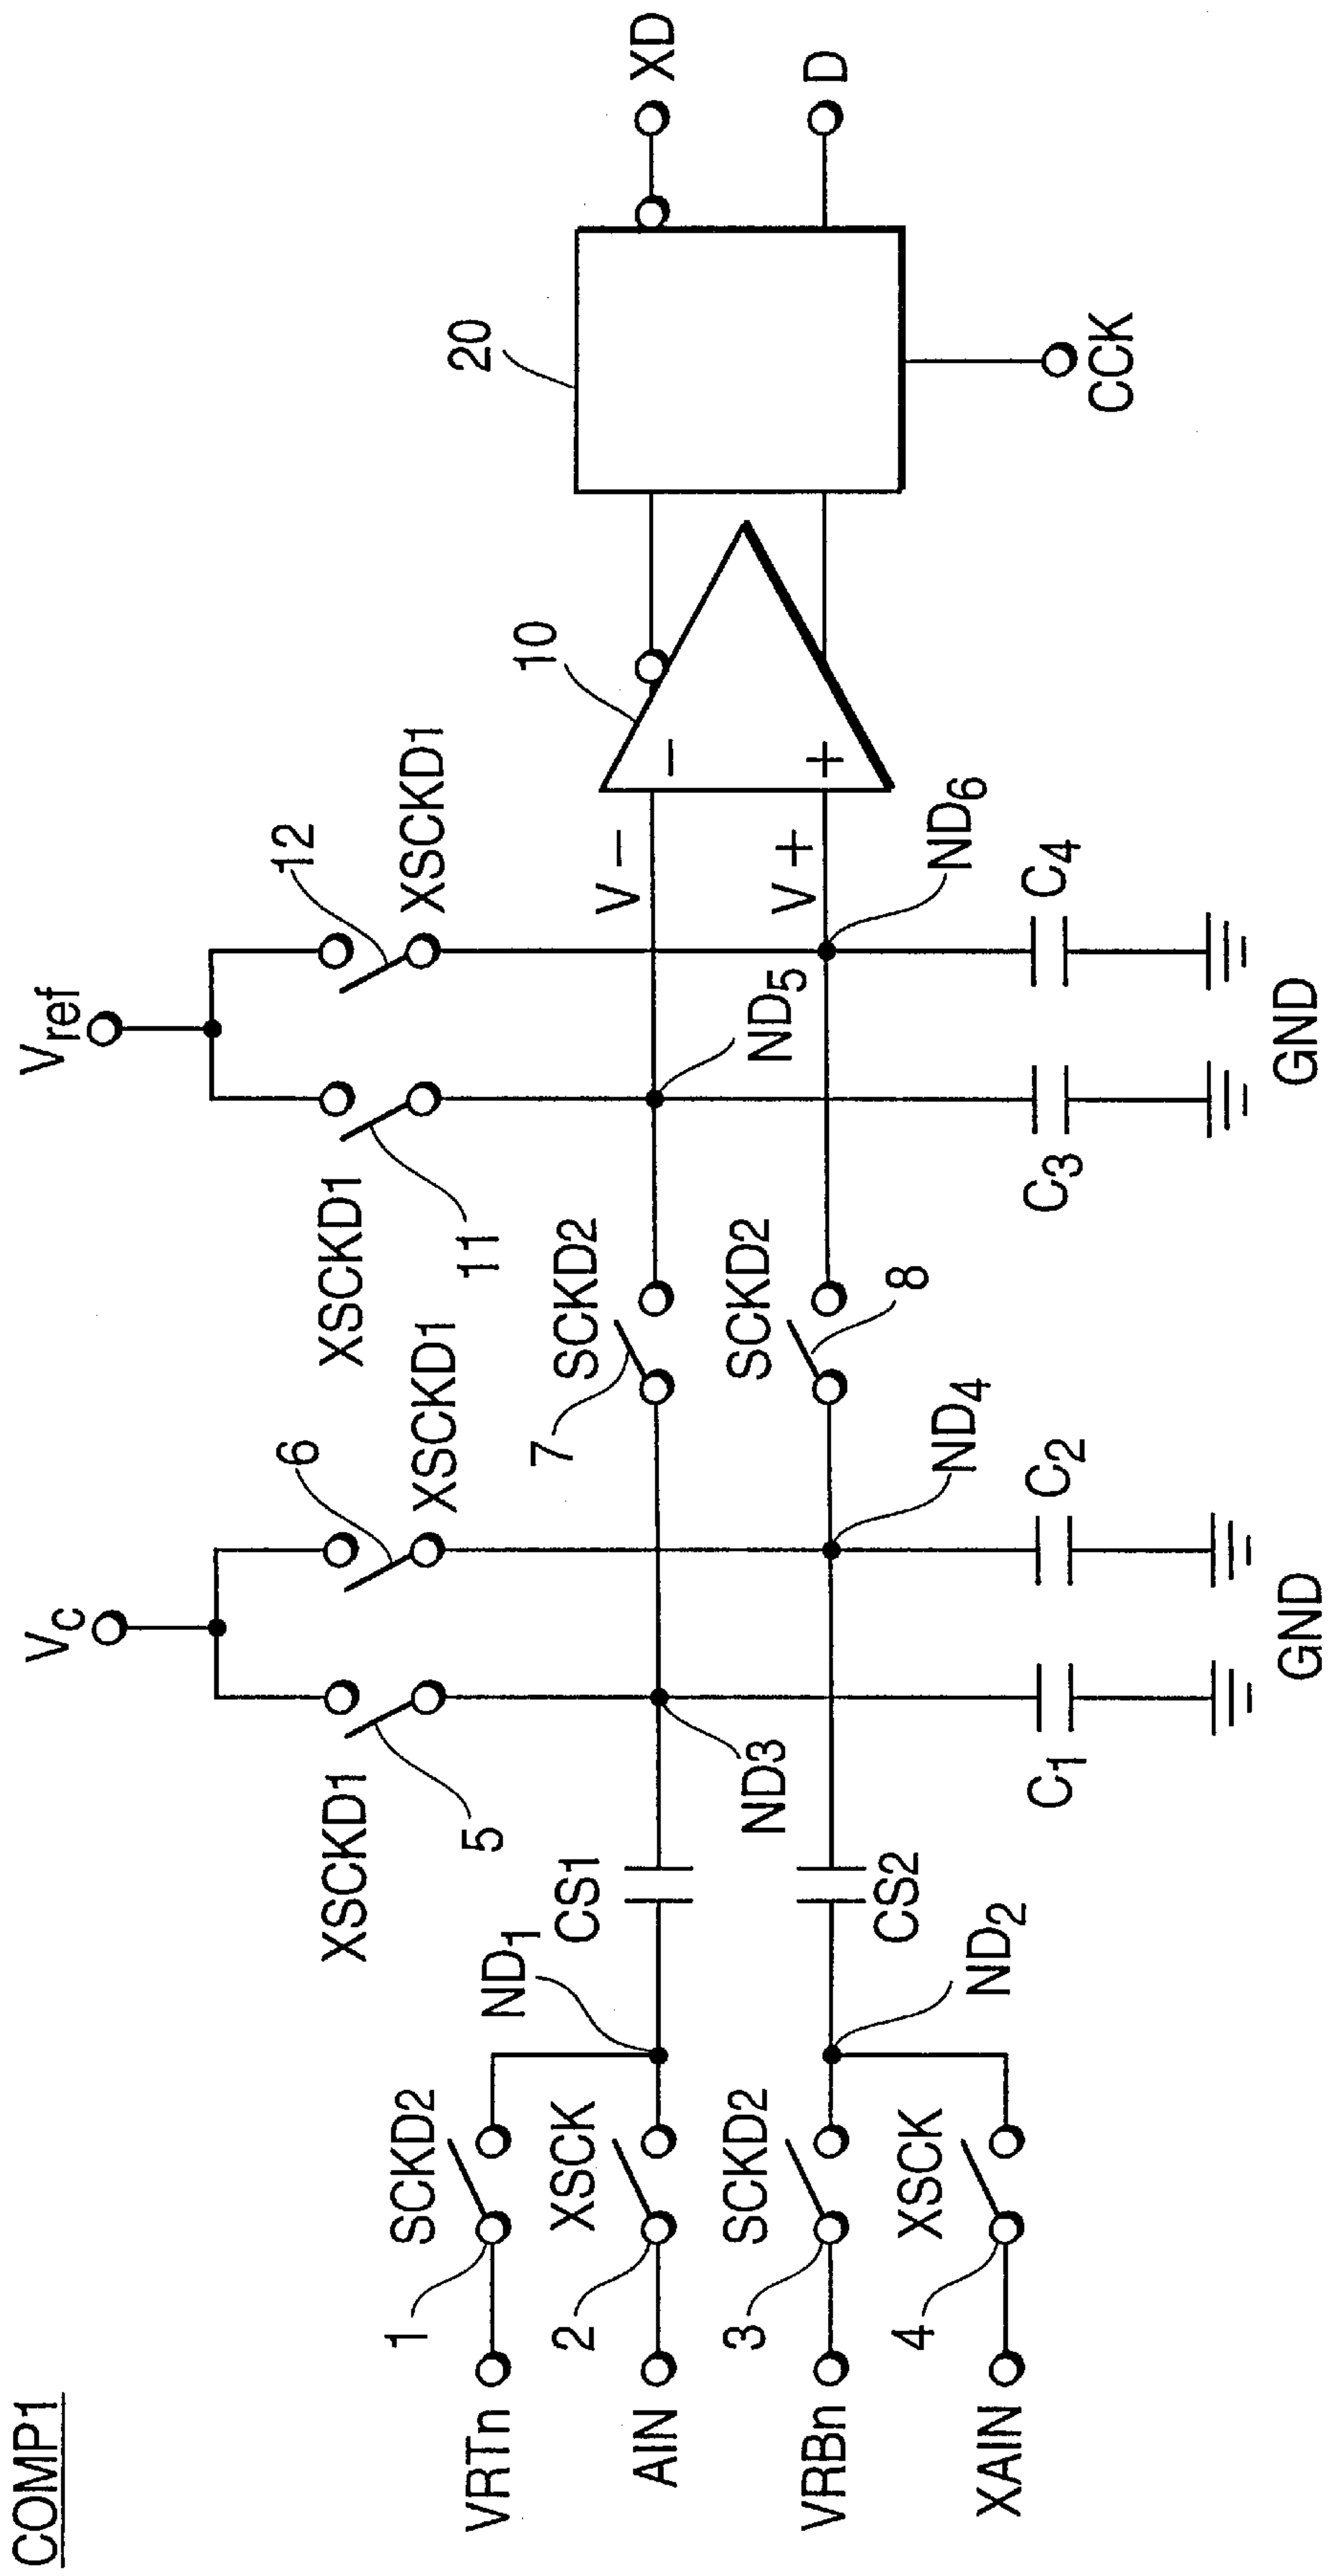 COMP1
VRTn
AIN
VRBn
XAIN
1
2
3
4
SCKD2
XSCK
SCKD2
XSCK
ND1
ND2
CS1
CS2
Vc
XSCKD1
5
6
XSCKD1
ND3
ND4
C1
C2
GND
7
SCKD2
SCKD2
8
Vref
XSCKD1
11
12
XSCKD1
ND5
ND6
C3
C4
GND
V−
V+
10
−
+
20
CCK
XD
D